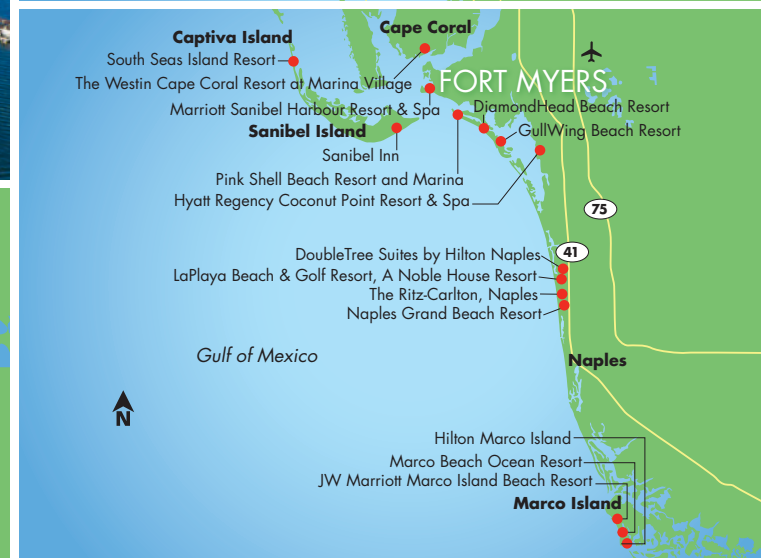 Cape Coral
Captiva Island
South Seas Island Resort
The Westin Cape Coral Resort at Marina Village
FORT MYERS
Marriott Sanibel Harbour Resort & Spa
DiamondHead Beach Resort
Sanibel Island
GullWing Beach Resort
Sanibel Inn
Pink Shell Beach Resort and Marina
Hyatt Regency Coconut Point Resort & Spa
75
41
DoubleTree Suites by Hilton Naples
LaPlaya Beach & Golf Resort, A Noble House Resort
The Ritz-Carlton, Naples
Naples Grand Beach Resort
Gulf of Mexico
Naples
N
Hilton Marco Island
Marco Beach Ocean Resort
JW Marriott Marco Island Beach Resort
Marco Island